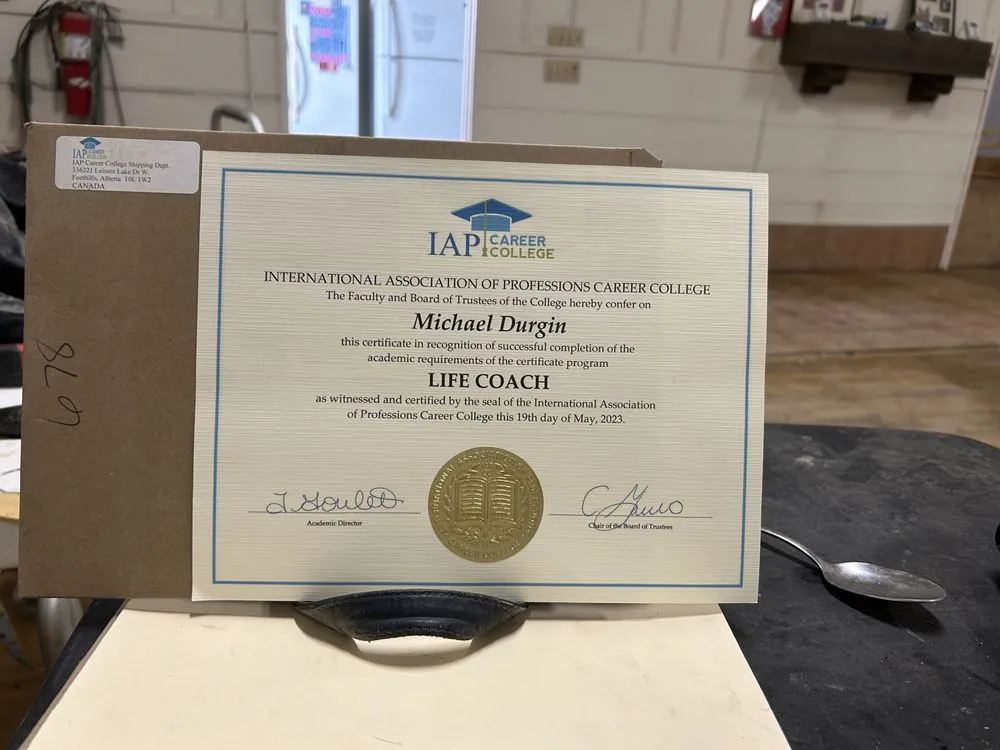 IAP CAREER COLLEGE
IAP Career College Shipping Dept.
336221 Leisure Lake Dr W.
Foothills, Alberta T0L 1W2
CANADA
678
IAP CAREER COLLEGE
INTERNATIONAL ASSOCIATION OF PROFESSIONS CAREER COLLEGE
The Faculty and Board of Trustees of the College hereby confer on
Michael Durgin
this certificate in recognition of successful completion of the
academic requirements of the certificate program
LIFE COACH
as witnessed and certified by the seal of the International Association
of Professions Career College this 19th day of May, 2023.
Academic Director
Chair of the Board of Trustees